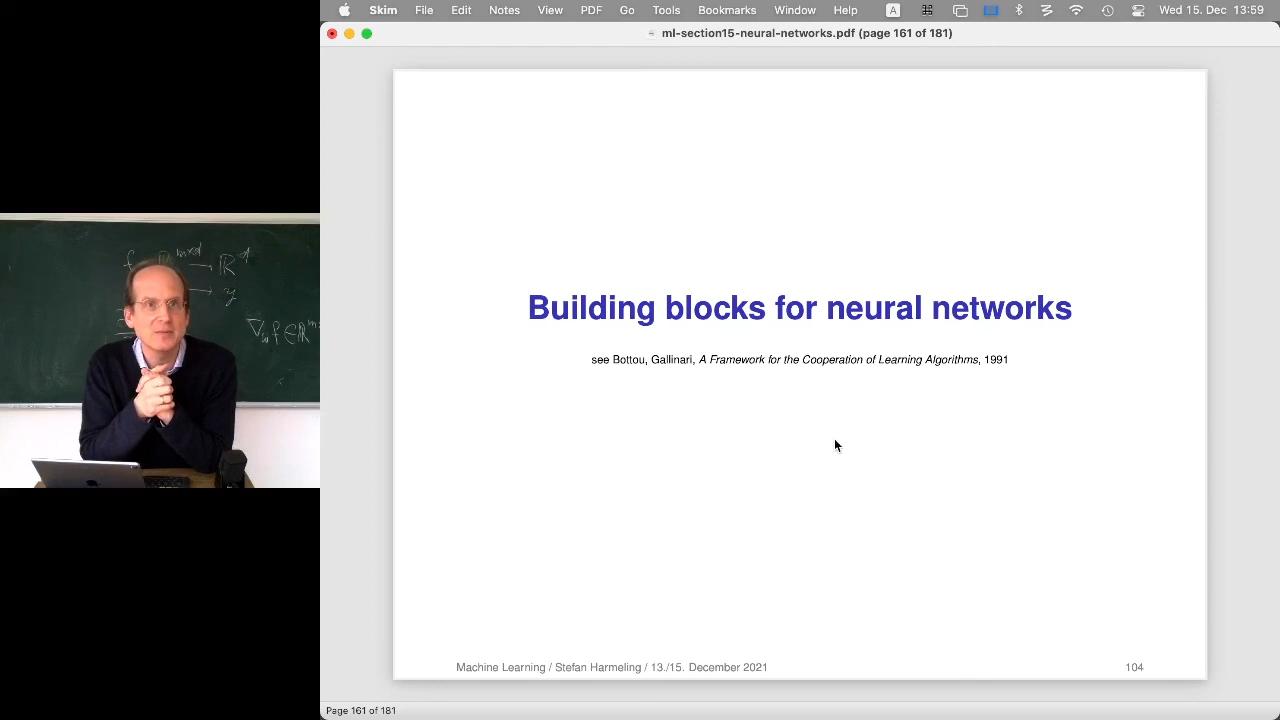 Skim File Edit Notes View PDF Go Tools Bookmarks Window Help A Wed 15. Dec 13:59
ml-section15-neural-networks.pdf (page 161 of 181)
Building blocks for neural networks
see Bottou, Gallinari, A Framework for the Cooperation of Learning Algorithms, 1991
Machine Learning / Stefan Harmeling / 13./15. December 2021
104
Page 161 of 181
m×d → ℝᵈ
→ y
∇w f ∈ ℝᵐ